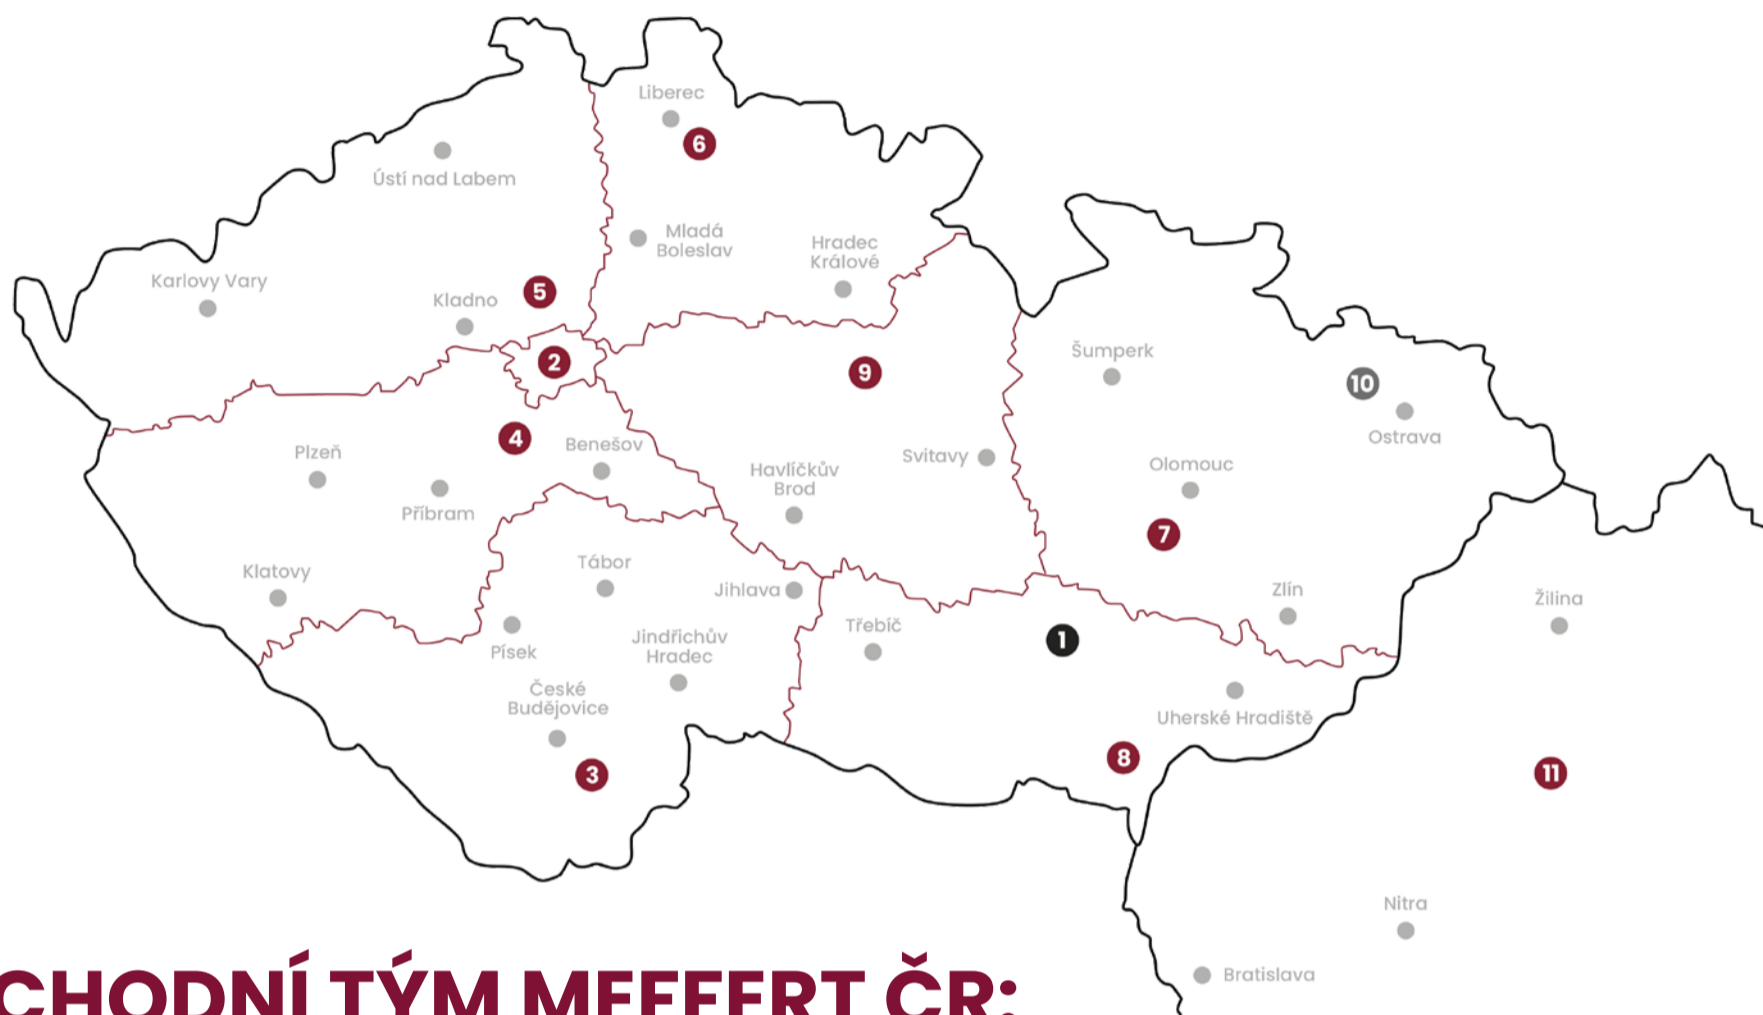 Liberec
6
Ústí nad Labem
Mladá
Boleslav
Hradec
Králové
Karlovy Vary
5
Kladno
2
9
Šumperk
10
Ostrava
4
Benešov
Plzeň
Svitavy
Olomouc
Havlíčkův
Brod
Příbram
7
Klatovy
Tábor
Jihlava
Zlín
Žilina
Třebíč
1
Písek
Jindřichův
Hradec
České
Budějovice
Uherské Hradiště
8
3
11
Nitra
Bratislava
CHODNÍ TÝM MEFFERT ČR: